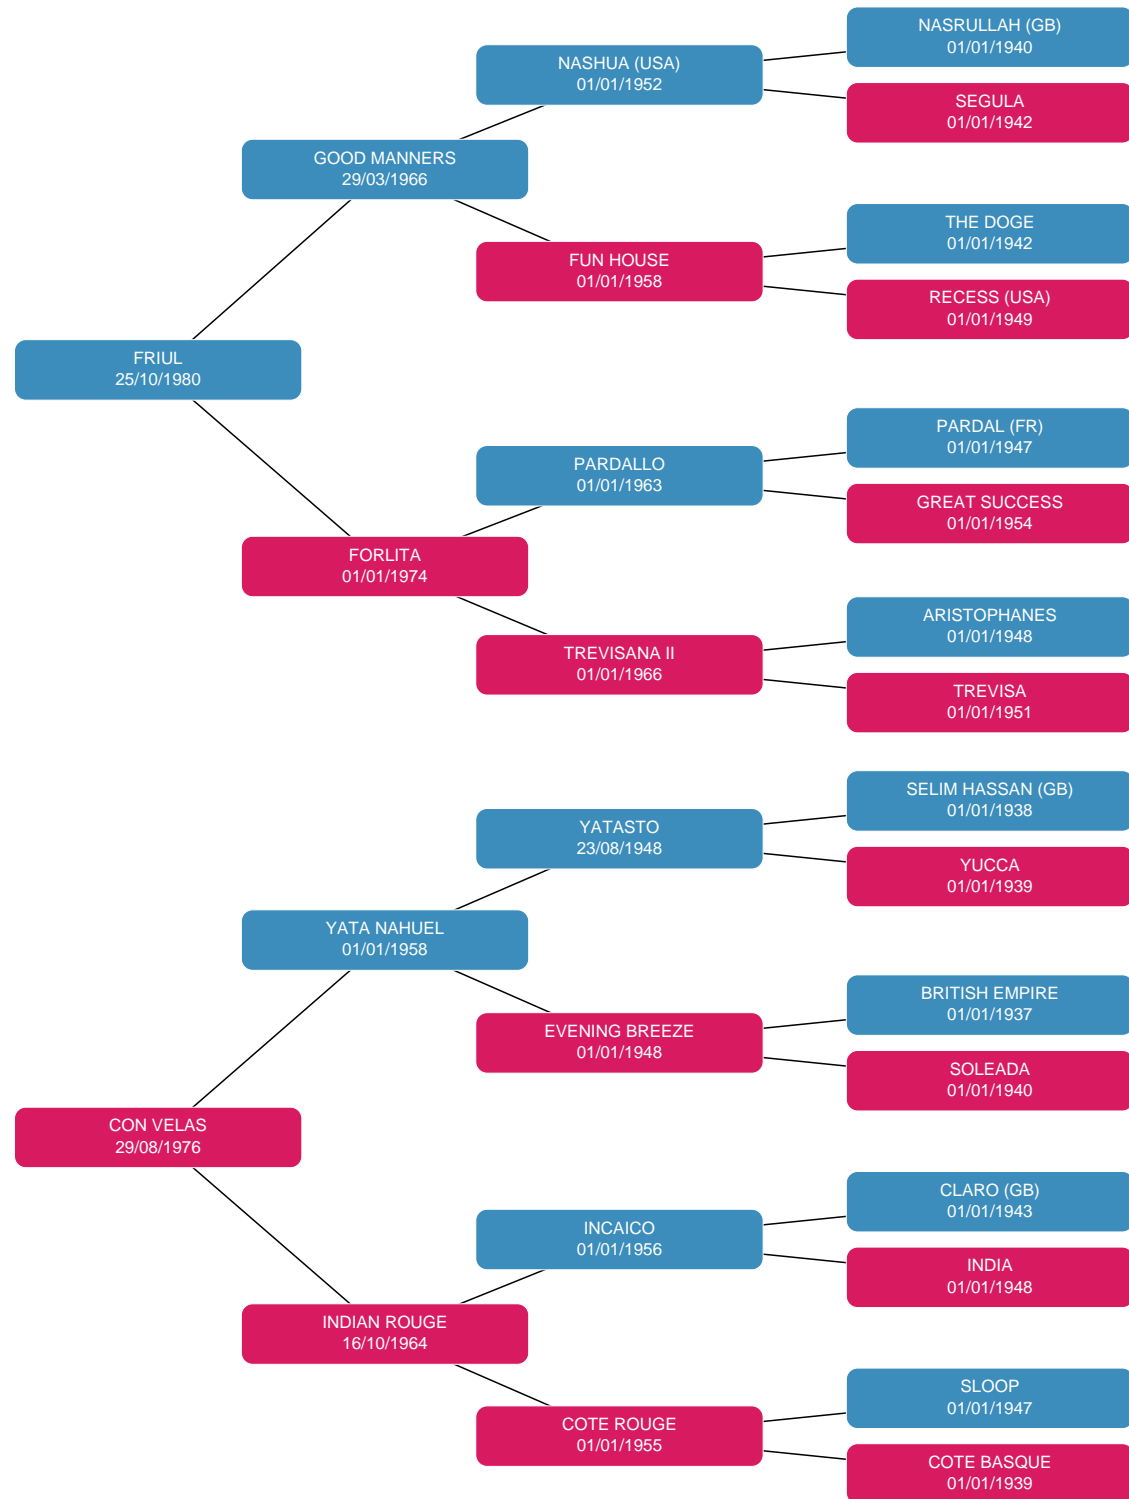 NASRULLAH (GB)
01/01/1940
NASHUA (USA)
01/01/1952
SEGULA
01/01/1942
GOOD MANNERS
29/03/1966
THE DOGE
01/01/1942
FUN HOUSE
01/01/1958
RECESS (USA)
01/01/1949
FRIUL
25/10/1980
PARDAL (FR)
01/01/1947
PARDALLO
01/01/1963
GREAT SUCCESS
01/01/1954
FORLITA
01/01/1974
ARISTOPHANES
01/01/1948
TREVISANA II
01/01/1966
TREVISA
01/01/1951
SELIM HASSAN (GB)
01/01/1938
YATASTO
23/08/1948
YUCCA
01/01/1939
YATA NAHUEL
01/01/1958
BRITISH EMPIRE
01/01/1937
EVENING BREEZE
01/01/1948
SOLEADA
01/01/1940
CON VELAS
29/08/1976
CLARO (GB)
01/01/1943
INCAICO
01/01/1956
INDIA
01/01/1948
INDIAN ROUGE
16/10/1964
SLOOP
01/01/1947
COTE ROUGE
01/01/1955
COTE BASQUE
01/01/1939